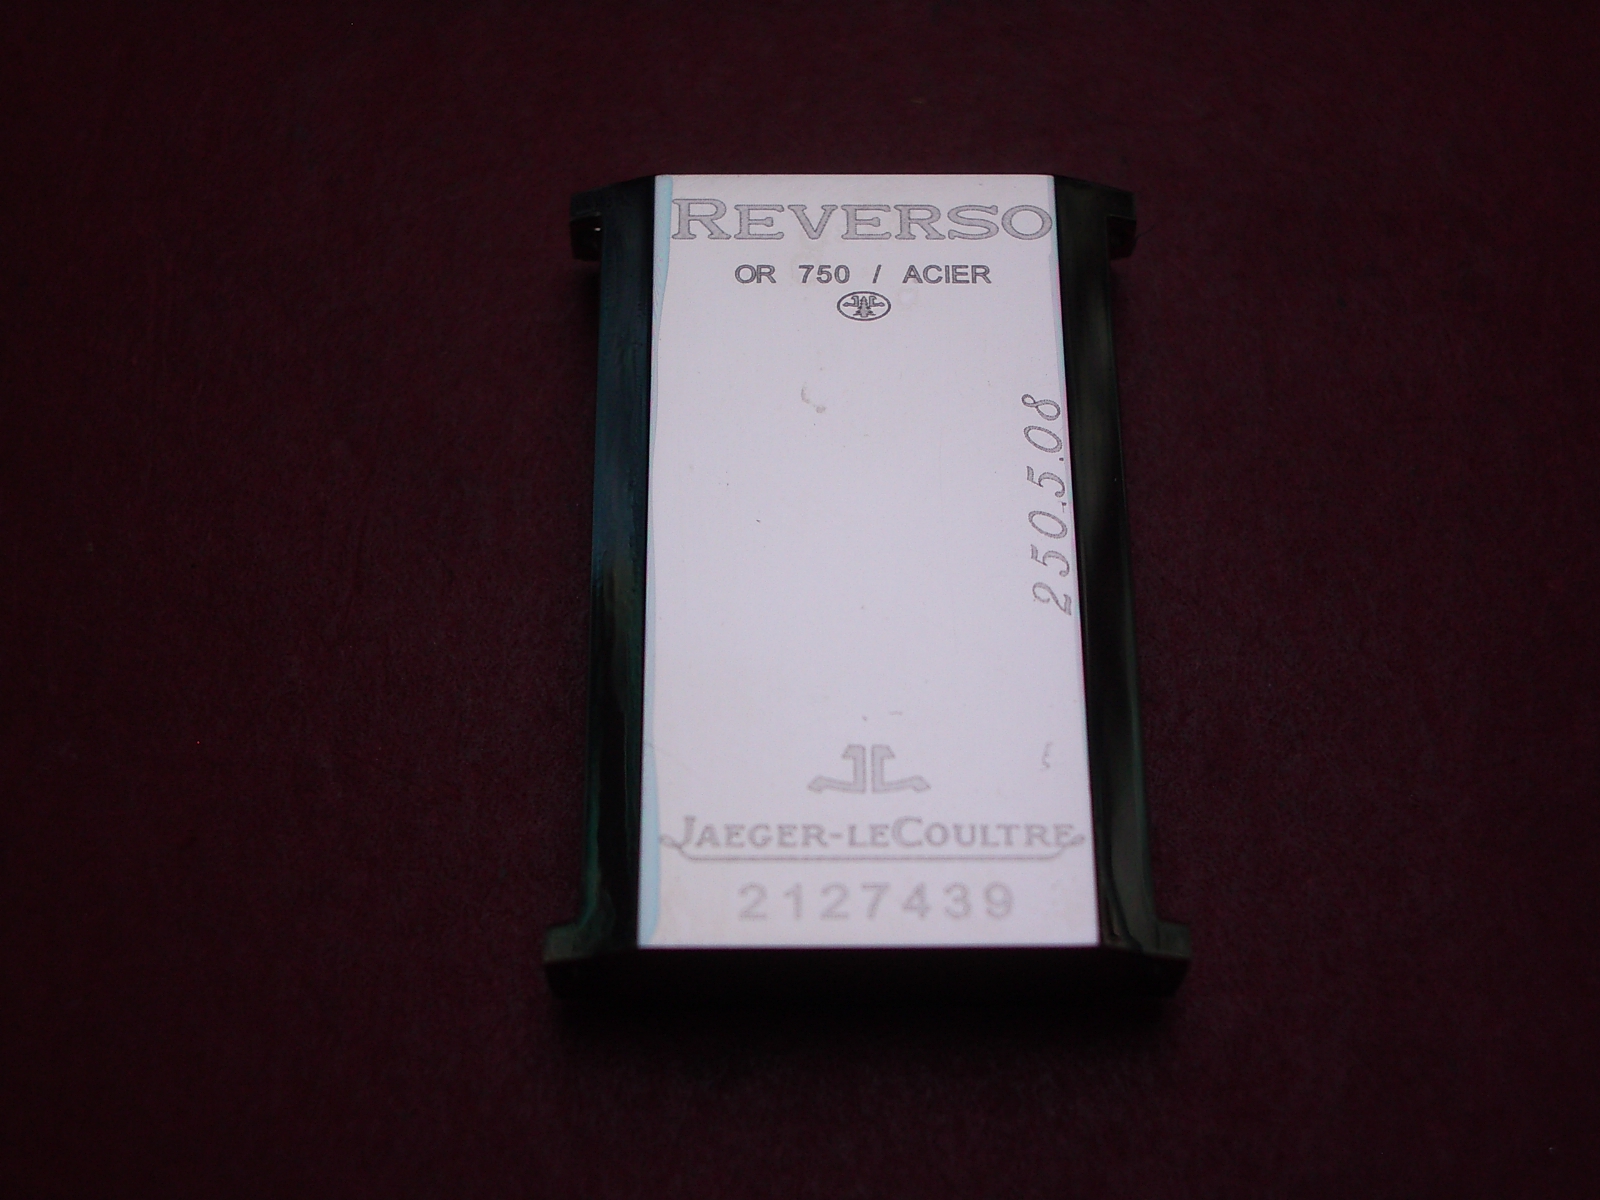 REVERSO
OR 750 / ACIER
250.5.08
JAEGER-LECOULTRE
2127439